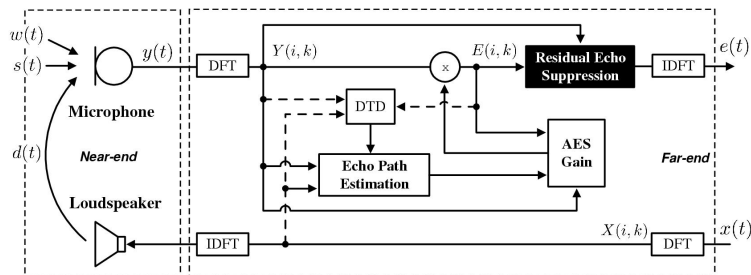 w(t)
s(t)
y(t)
DFT
Y(i, k)
x
E(i, k)
Residual Echo
Suppression
IDFT
e(t)
Microphone
DTD
d(t)
Near-end
Echo Path
Estimation
AES
Gain
Far-end
Loudspeaker
IDFT
X(i, k)
DFT
x(t)